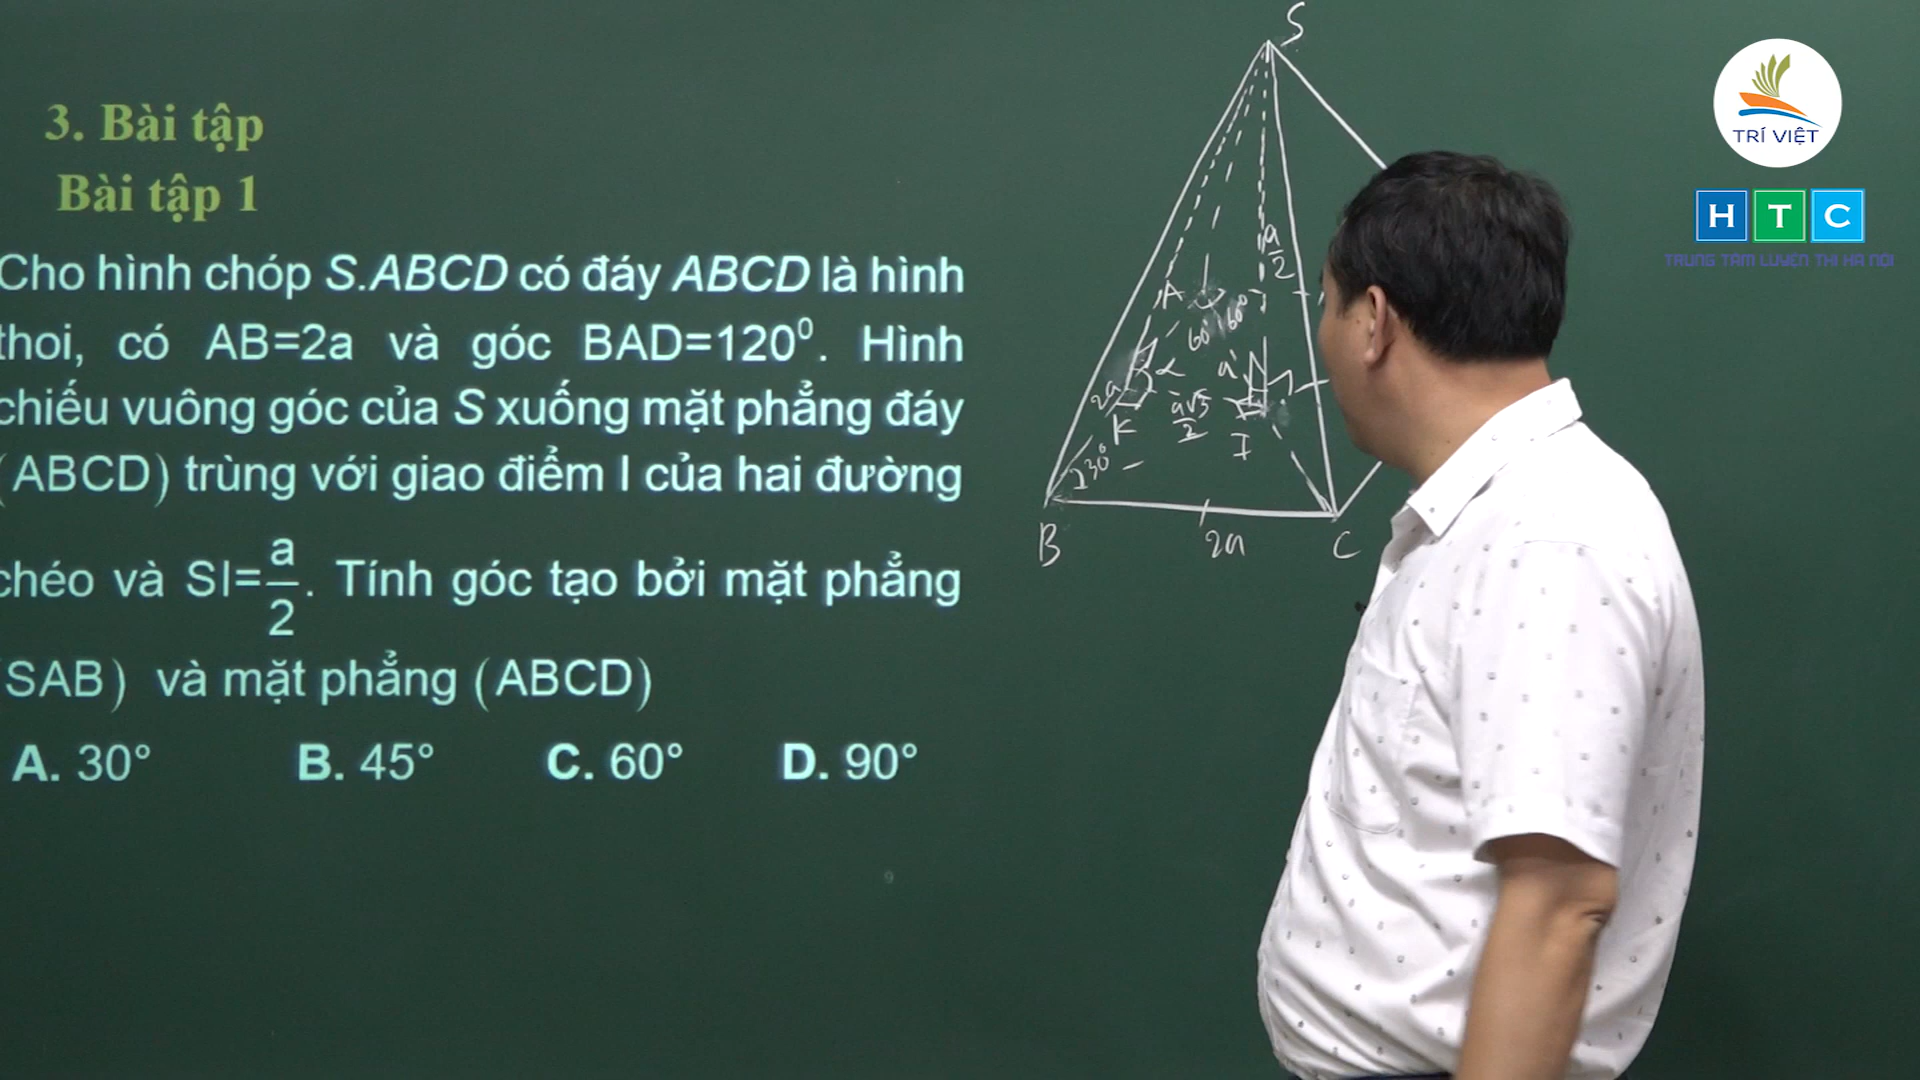 3. Bài tập
Bài tập 1
Cho hình chóp S.ABCD có đáy ABCD là hình
thoi, có AB=2a và góc BAD=120⁰. Hình
chiếu vuông góc của S xuống mặt phẳng đáy
(ABCD) trùng với giao điểm I của hai đường
chéo và SI=a/2. Tính góc tạo bởi mặt phẳng
(SAB) và mặt phẳng (ABCD)
A. 30° B. 45° C. 60° D. 90°
9
S
a/2
A
60° 60°
2a
α
a
K
a√3/2
I
30°
B
2a
C
TRÍ VIỆT
H T C
TRUNG TÂM LUYỆN THI HÀ NỘI